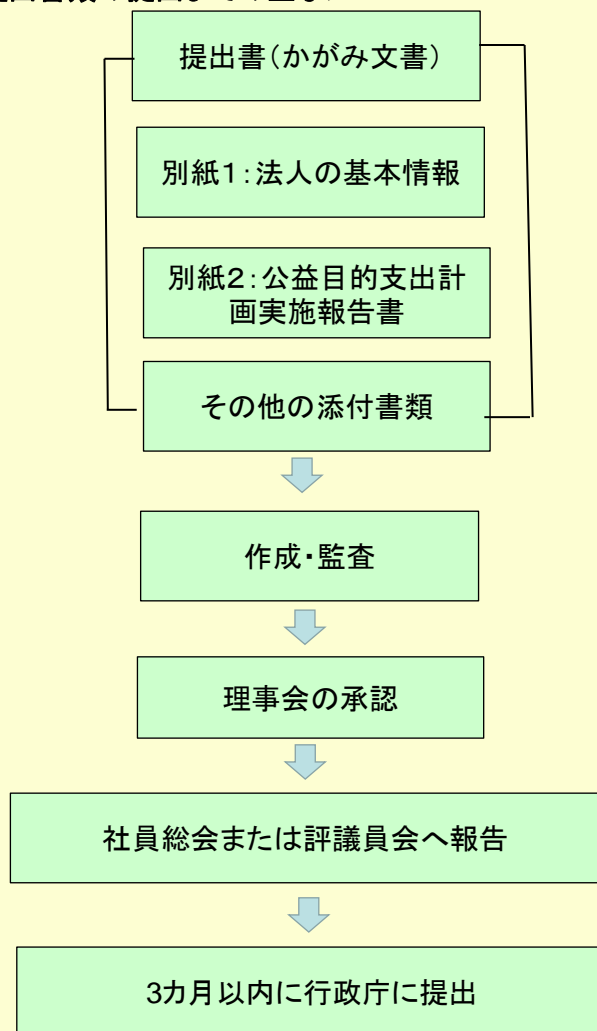 提出書(かがみ文書)
別紙1:法人の基本情報
別紙2:公益目的支出計
画実施報告書
その他の添付書類
作成・監査
理事会の承認
社員総会または評議員会へ報告
3カ月以内に行政庁に提出